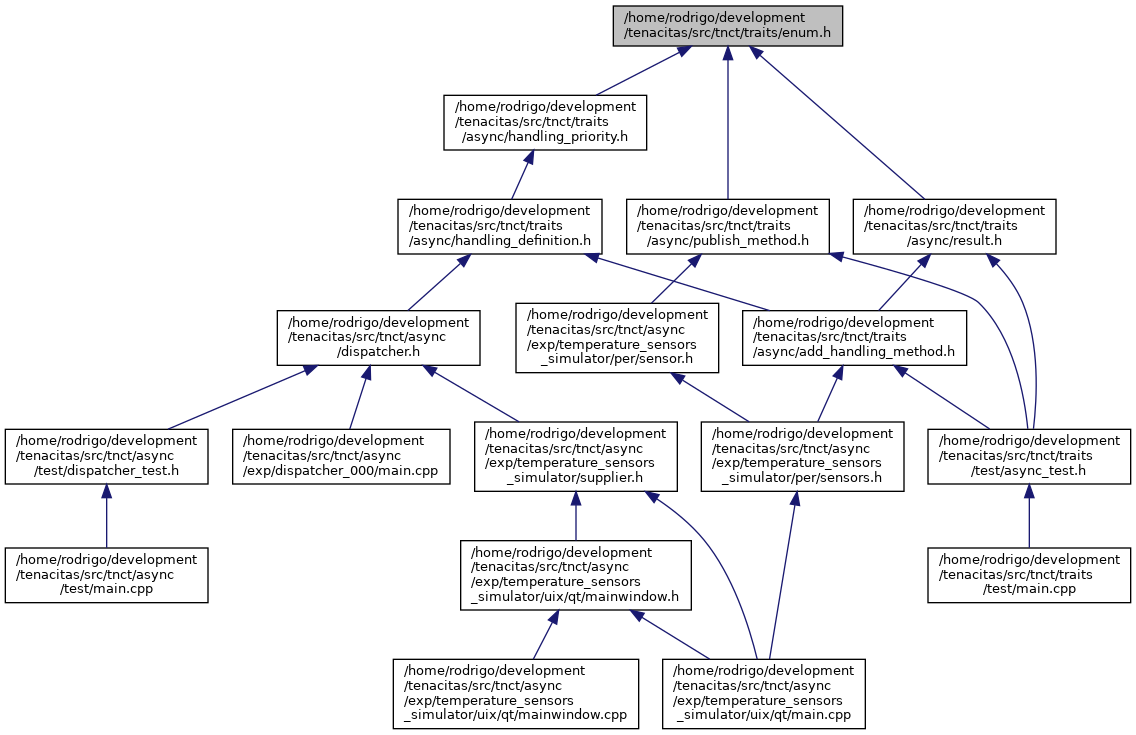 /home/rodrigo/development
/tenacitas/src/tnct/traits/enum.h
/home/rodrigo/development
/tenacitas/src/tnct/traits
/async/handling_priority.h
/home/rodrigo/development
/tenacitas/src/tnct/traits
/async/handling_definition.h
/home/rodrigo/development
/tenacitas/src/tnct/traits
/async/publish_method.h
/home/rodrigo/development
/tenacitas/src/tnct/traits
/async/result.h
/home/rodrigo/development
/tenacitas/src/tnct/async
/dispatcher.h
/home/rodrigo/development
/tenacitas/src/tnct/async
/exp/temperature_sensors
_simulator/per/sensor.h
/home/rodrigo/development
/tenacitas/src/tnct/traits
/async/add_handling_method.h
/home/rodrigo/development
/tenacitas/src/tnct/async
/test/dispatcher_test.h
/home/rodrigo/development
/tenacitas/src/tnct/async
/exp/dispatcher_000/main.cpp
/home/rodrigo/development
/tenacitas/src/tnct/async
/exp/temperature_sensors
_simulator/supplier.h
/home/rodrigo/development
/tenacitas/src/tnct/async
/exp/temperature_sensors
_simulator/per/sensors.h
/home/rodrigo/development
/tenacitas/src/tnct/traits
/test/async_test.h
/home/rodrigo/development
/tenacitas/src/tnct/async
/test/main.cpp
/home/rodrigo/development
/tenacitas/src/tnct/async
/exp/temperature_sensors
_simulator/uix/qt/mainwindow.h
/home/rodrigo/development
/tenacitas/src/tnct/traits
/test/main.cpp
/home/rodrigo/development
/tenacitas/src/tnct/async
/exp/temperature_sensors
_simulator/uix/qt/mainwindow.cpp
/home/rodrigo/development
/tenacitas/src/tnct/async
/exp/temperature_sensors
_simulator/uix/qt/main.cpp